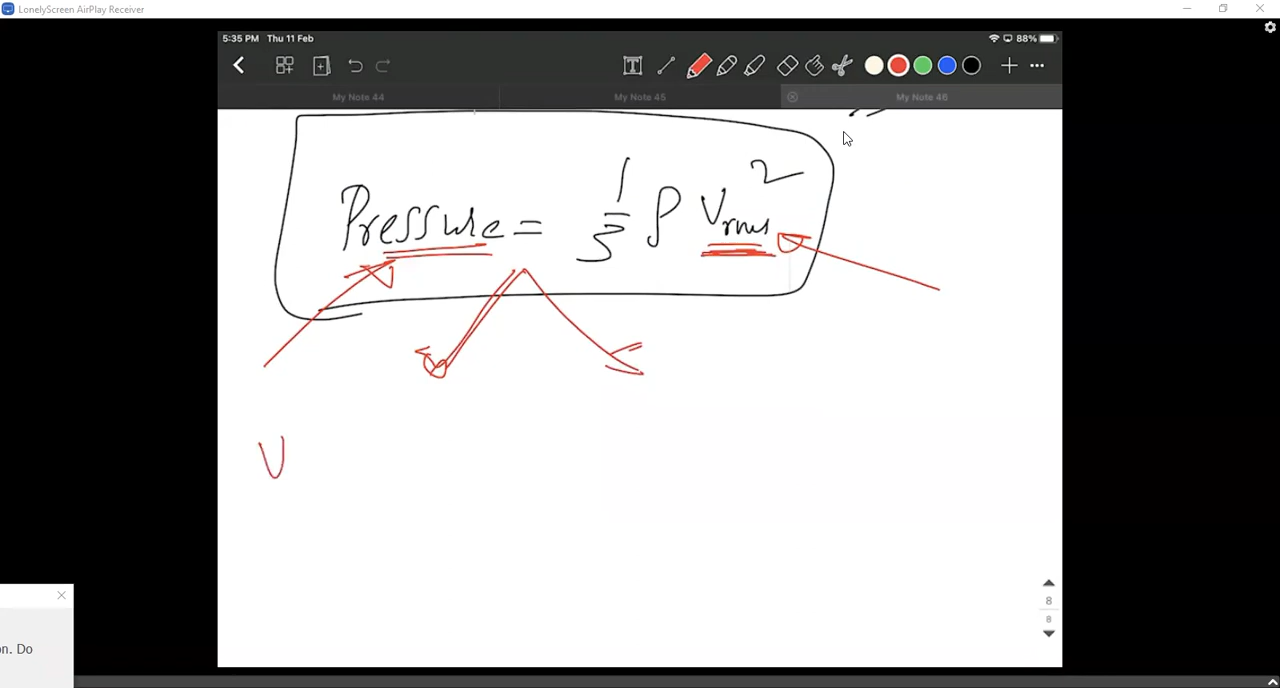 LonelyScreen AirPlay Receiver
5:35 PM Thu 11 Feb
88%
My Note 44
My Note 45
My Note 46
Pressure = 1/3 ρ Vrms²
V
8
8
on. Do